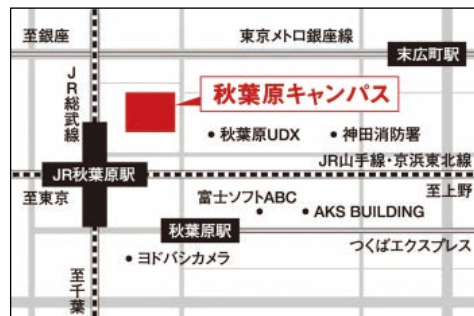 至銀座
東京メトロ銀座線
末広町駅
JR総武線
秋葉原キャンパス
秋葉原UDX
神田消防署
JR山手線・京浜東北線
JR秋葉原駅
至東京
至上野
富士ソフトABC
AKS BUILDING
秋葉原駅
つくばエクスプレス
ヨドバシカメラ
至千葉